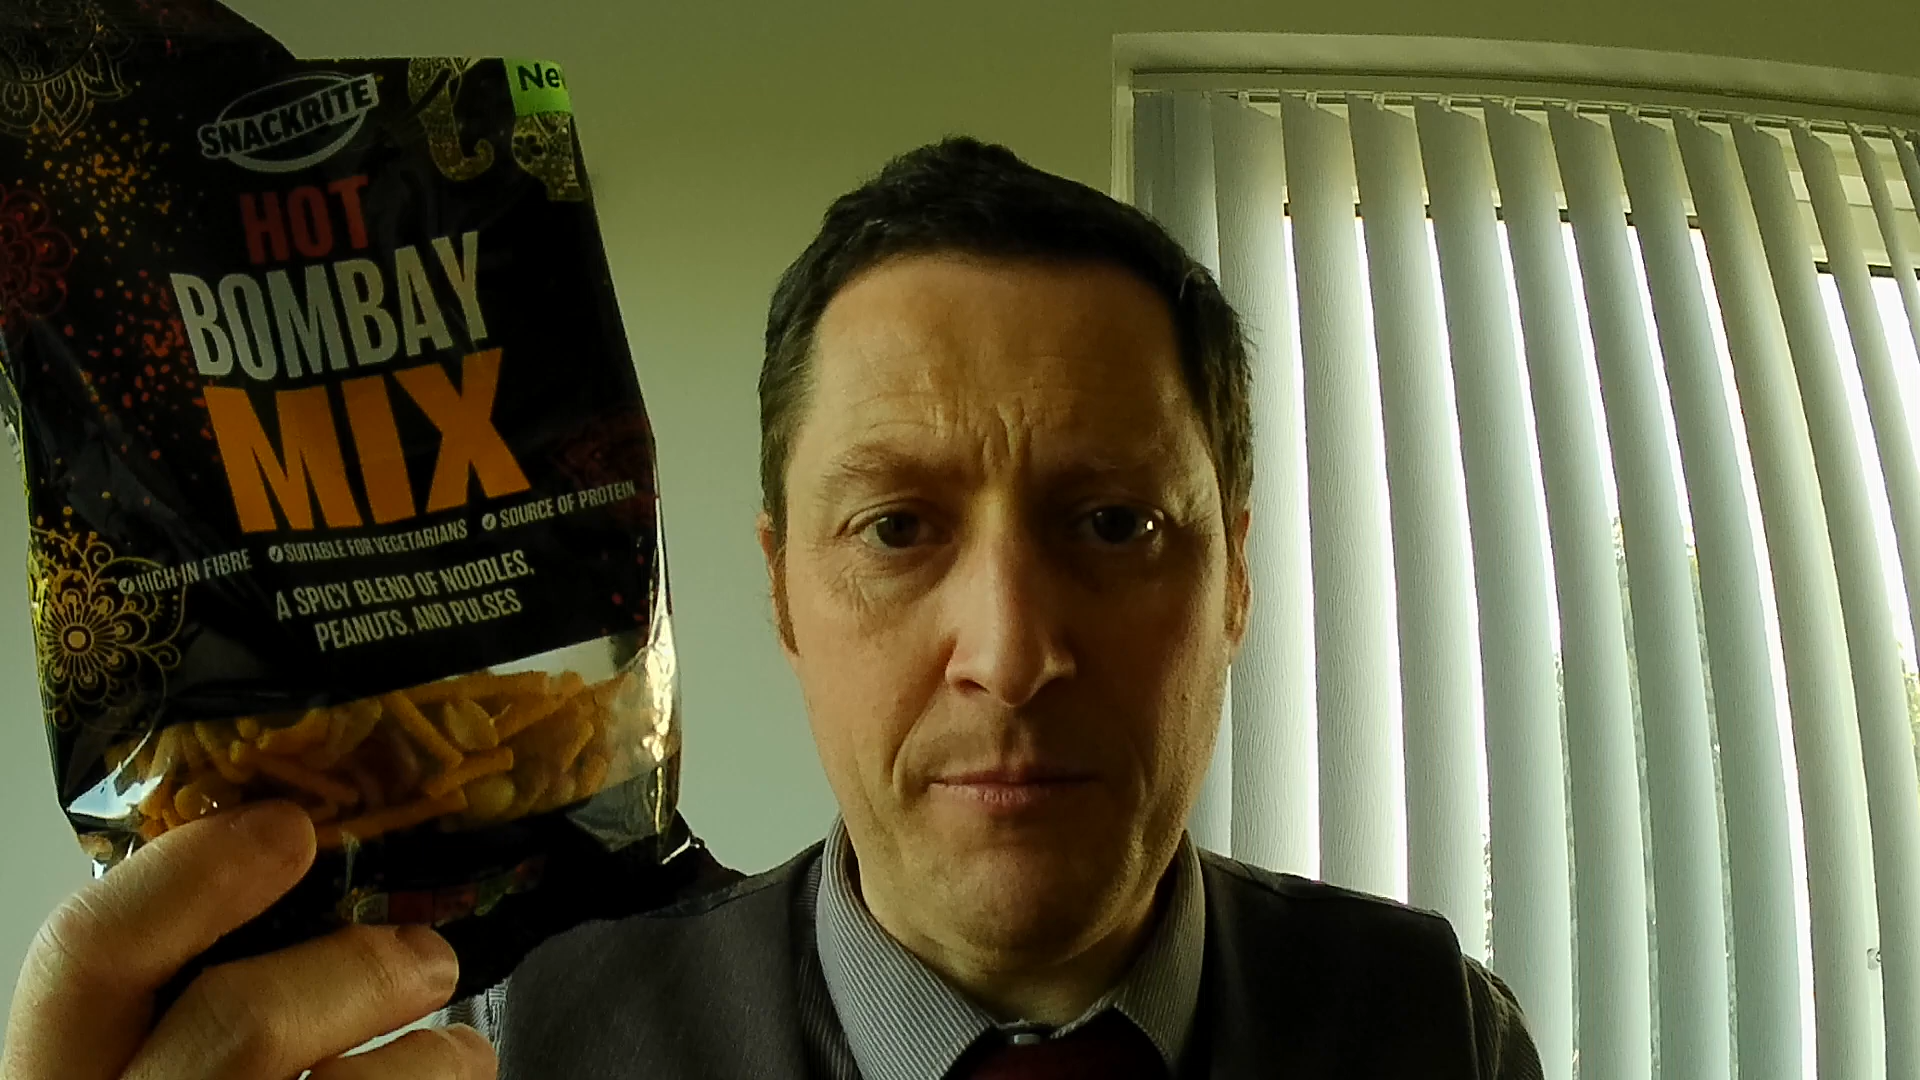 SNACKRITE
HOT
BOMBAY
MIX
HIGH IN FIBRE SUITABLE FOR VEGETARIANS SOURCE OF PROTEIN
A SPICY BLEND OF NOODLES,
PEANUTS, AND PULSES